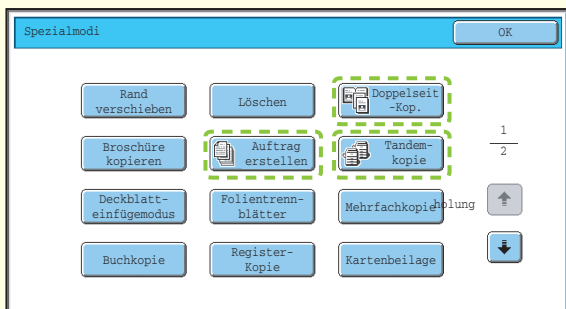 Spezialmodi
OK
Rand
verschieben
Löschen
Doppelseit
-Kop.
Broschüre
kopieren
Auftrag
erstellen
Tandem-
kopie
1
2
Deckblatt-
einfügemodus
Folientrenn-
blätter
Mehrfachkopie
holung
Buchkopie
Register-
Kopie
Kartenbeilage